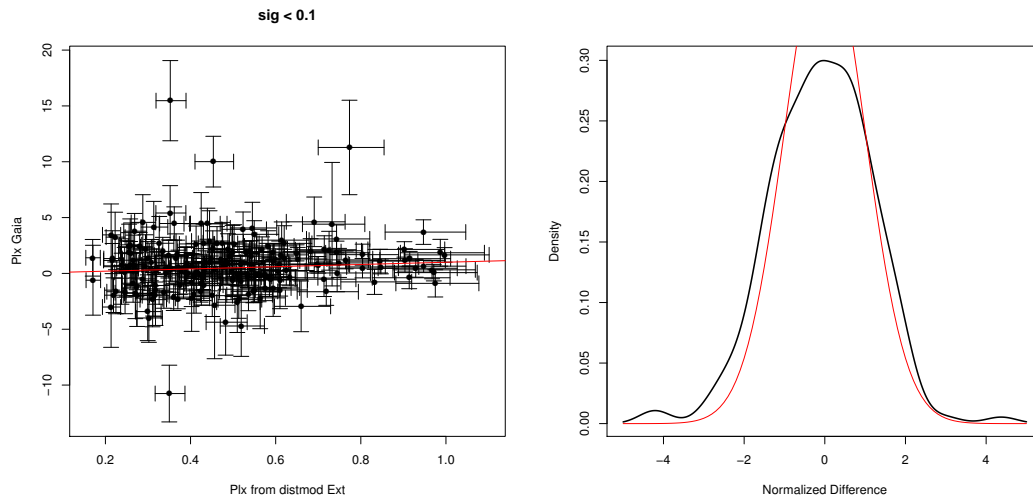 sig < 0.1
Plx Gaia
20
15
10
5
0
−5
−10
0.2 0.4 0.6 0.8 1.0
Plx from distmod Ext
Density
0.30
0.25
0.20
0.15
0.10
0.05
0.00
−4 −2 0 2 4
Normalized Difference